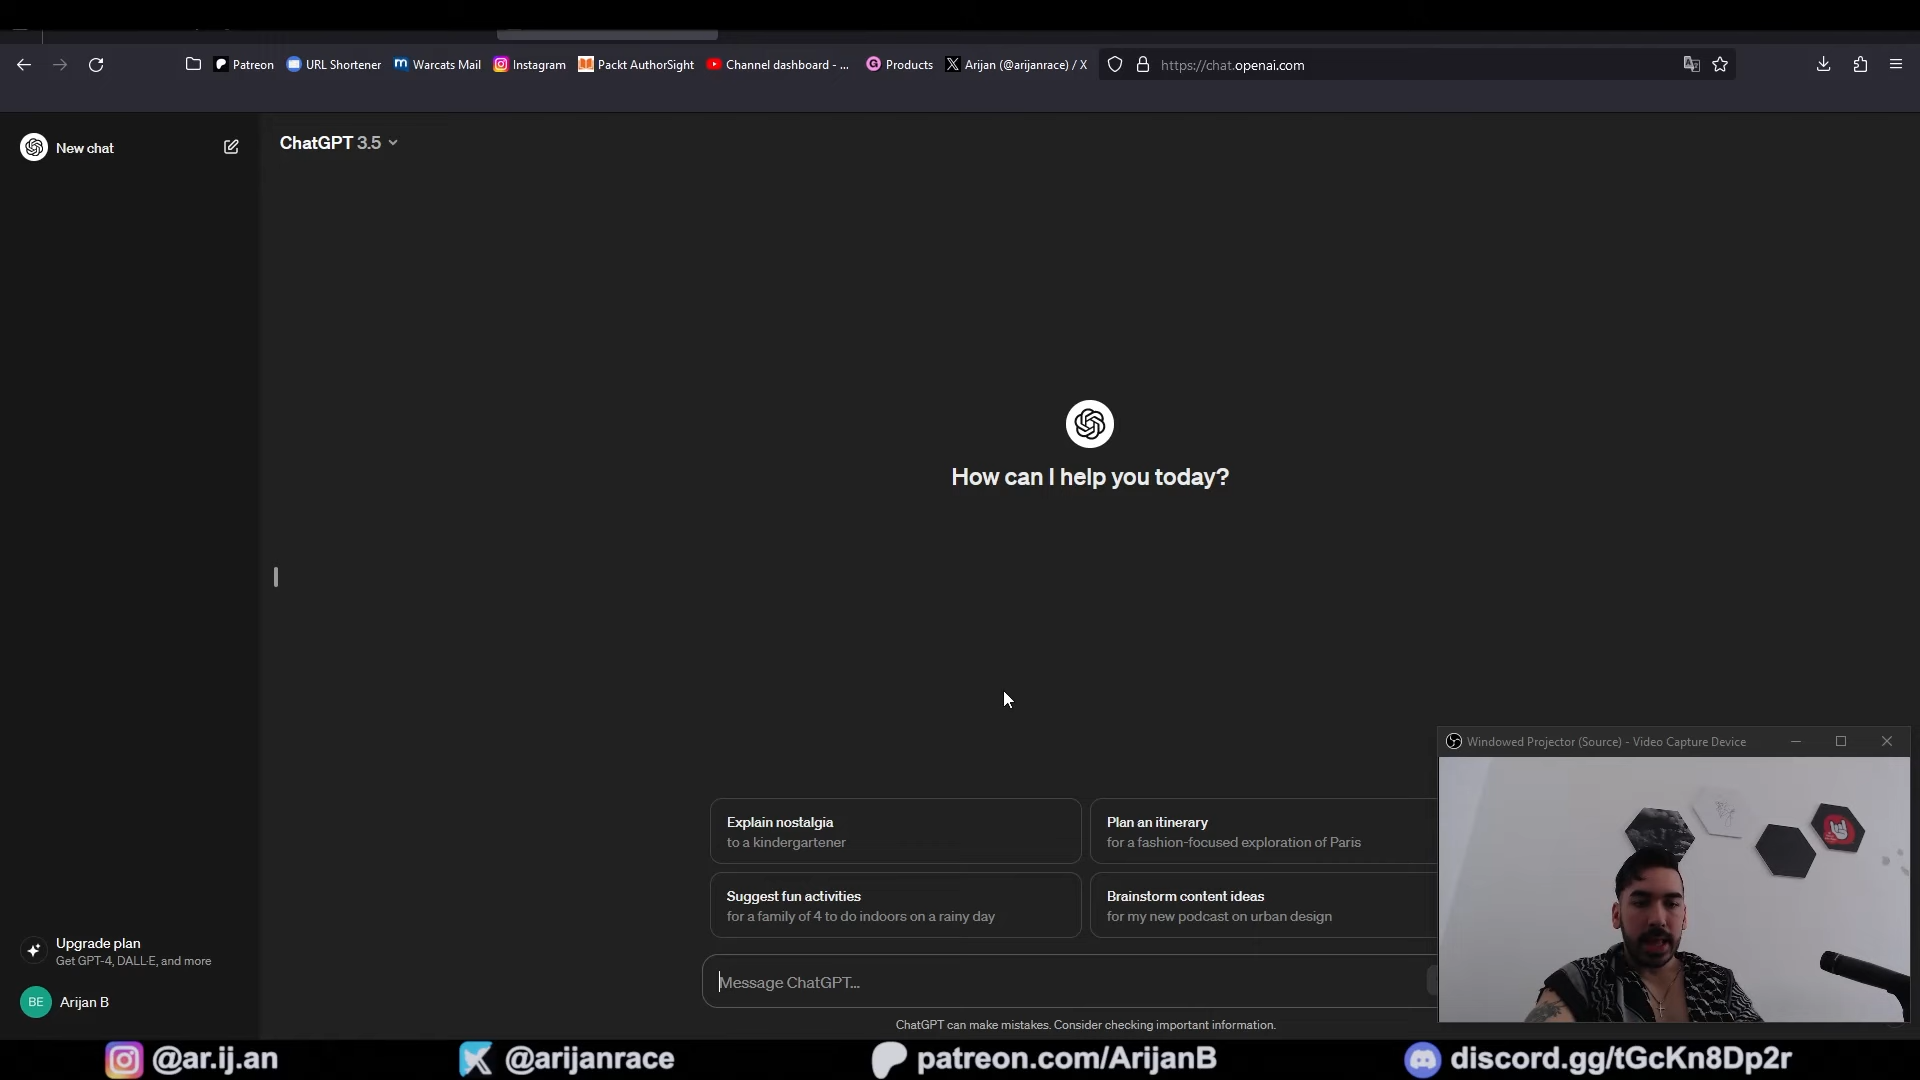 Patreon
URL Shortener
Warcats Mail
Instagram
Packt AuthorSight
Channel dashboard - ...
Products
Arijan (@arijanrace) / X
https://chat.openai.com
New chat
ChatGPT 3.5
How can I help you today?
Windowed Projector (Source) - Video Capture Device
Explain nostalgia
to a kindergartener
Plan an itinerary
for a fashion-focused exploration of Paris
Suggest fun activities
for a family of 4 to do indoors on a rainy day
Brainstorm content ideas
for my new podcast on urban design
Upgrade plan
Get GPT-4, DALL·E, and more
BE
Arijan B
Message ChatGPT...
ChatGPT can make mistakes. Consider checking important information.
@ar.ij.an
@arijanrace
patreon.com/ArijanB
discord.gg/tGcKn8Dp2r